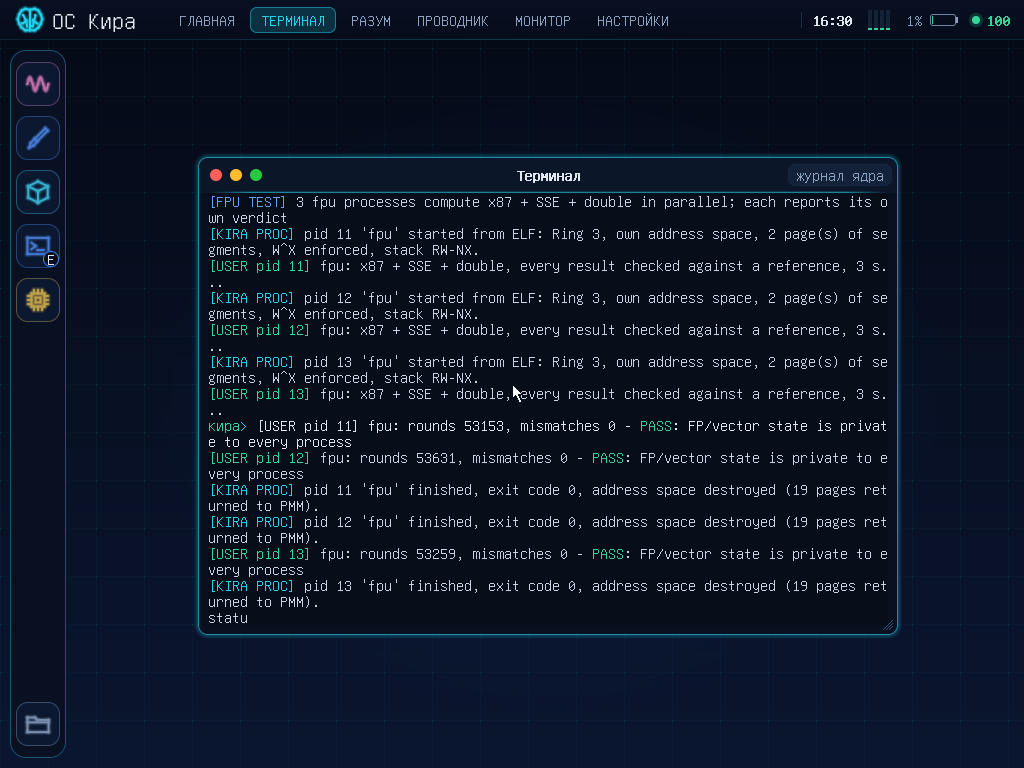 ОС Кира
ГЛАВНАЯ
ТЕРМИНАЛ
РАЗУМ
ПРОВОДНИК
МОНИТОР
НАСТРОЙКИ
16:30
1%
100
E
Терминал
журнал ядра
[FPU TEST] 3 fpu processes compute x87 + SSE + double in parallel; each reports its o
wn verdict
[KIRA PROC] pid 11 'fpu' started from ELF: Ring 3, own address space, 2 page(s) of se
gments, W^X enforced, stack RW-NX.
[USER pid 11] fpu: x87 + SSE + double, every result checked against a reference, 3 s.
..
[KIRA PROC] pid 12 'fpu' started from ELF: Ring 3, own address space, 2 page(s) of se
gments, W^X enforced, stack RW-NX.
[USER pid 12] fpu: x87 + SSE + double, every result checked against a reference, 3 s.
..
[KIRA PROC] pid 13 'fpu' started from ELF: Ring 3, own address space, 2 page(s) of se
gments, W^X enforced, stack RW-NX.
[USER pid 13] fpu: x87 + SSE + double, every result checked against a reference, 3 s.
..
кира> [USER pid 11] fpu: rounds 53153, mismatches 0 - PASS: FP/vector state is privat
e to every process
[USER pid 12] fpu: rounds 53631, mismatches 0 - PASS: FP/vector state is private to e
very process
[KIRA PROC] pid 11 'fpu' finished, exit code 0, address space destroyed (19 pages ret
urned to PMM).
[KIRA PROC] pid 12 'fpu' finished, exit code 0, address space destroyed (19 pages ret
urned to PMM).
[USER pid 13] fpu: rounds 53259, mismatches 0 - PASS: FP/vector state is private to e
very process
[KIRA PROC] pid 13 'fpu' finished, exit code 0, address space destroyed (19 pages ret
urned to PMM).
statu